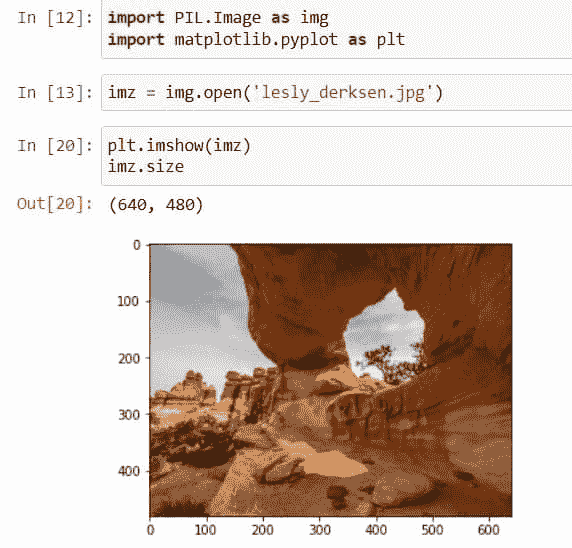 In [12]: import PIL.Image as img
import matplotlib.pyplot as plt
In [13]: imz = img.open('lesly_derksen.jpg')
In [20]: plt.imshow(imz)
imz.size
Out[20]: (640, 480)
0
100
200
300
400
0 100 200 300 400 500 600